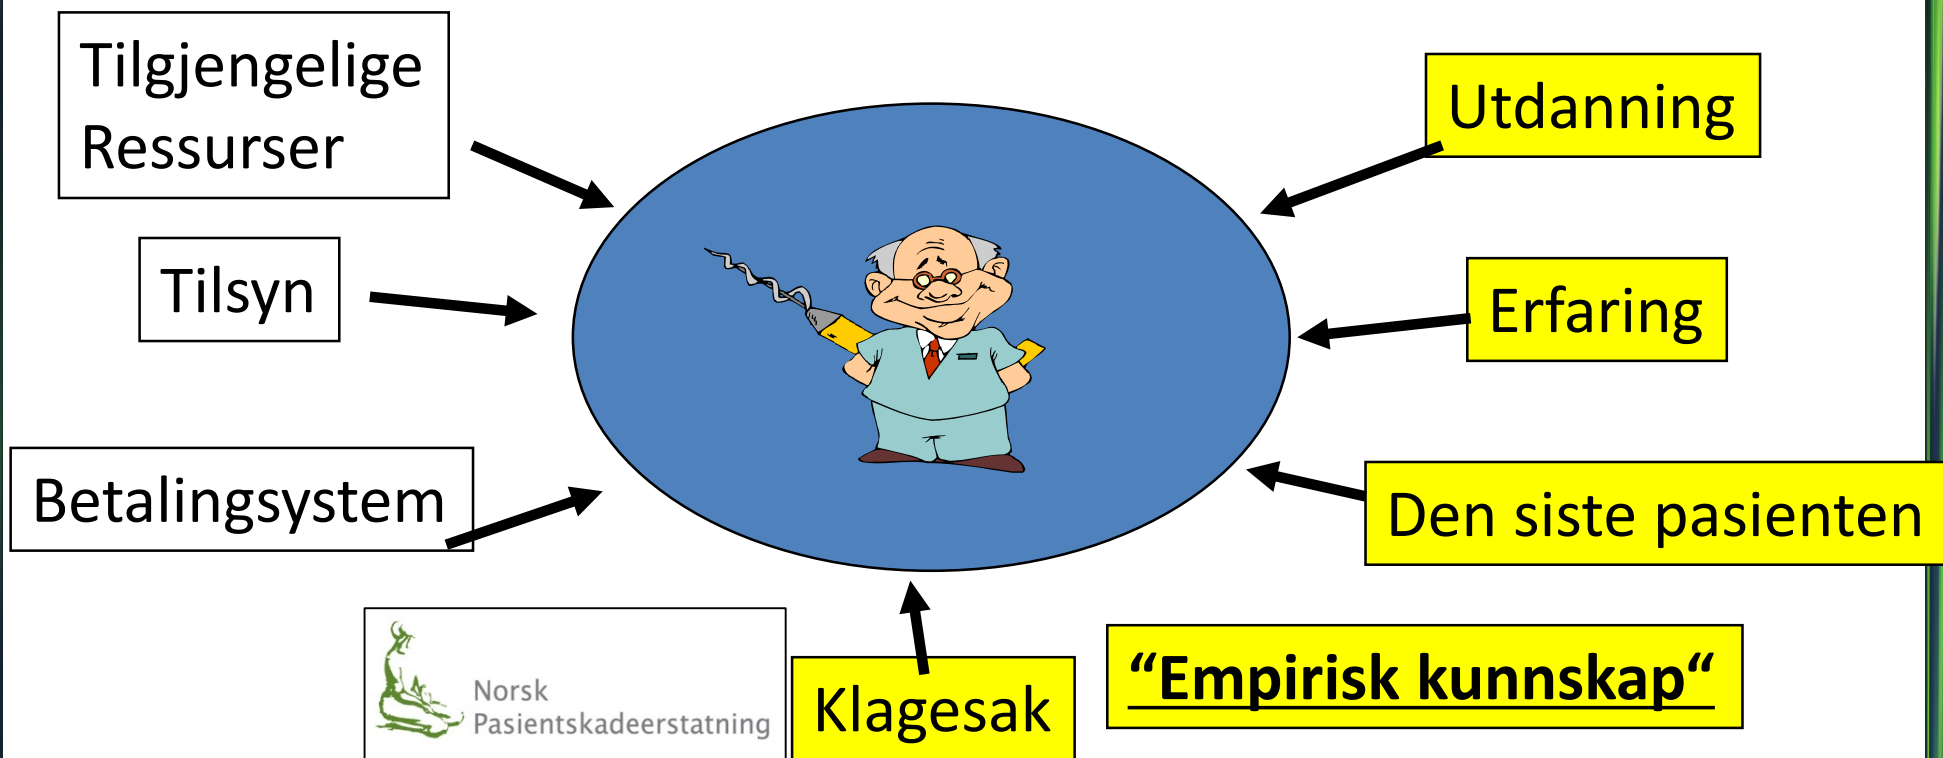 Tilgjengelige
Ressurser
Utdanning
Tilsyn
Erfaring
Betalingsystem
Den siste pasienten
Norsk
Pasientskadeerstatning
Klagesak
“Empirisk kunnskap“